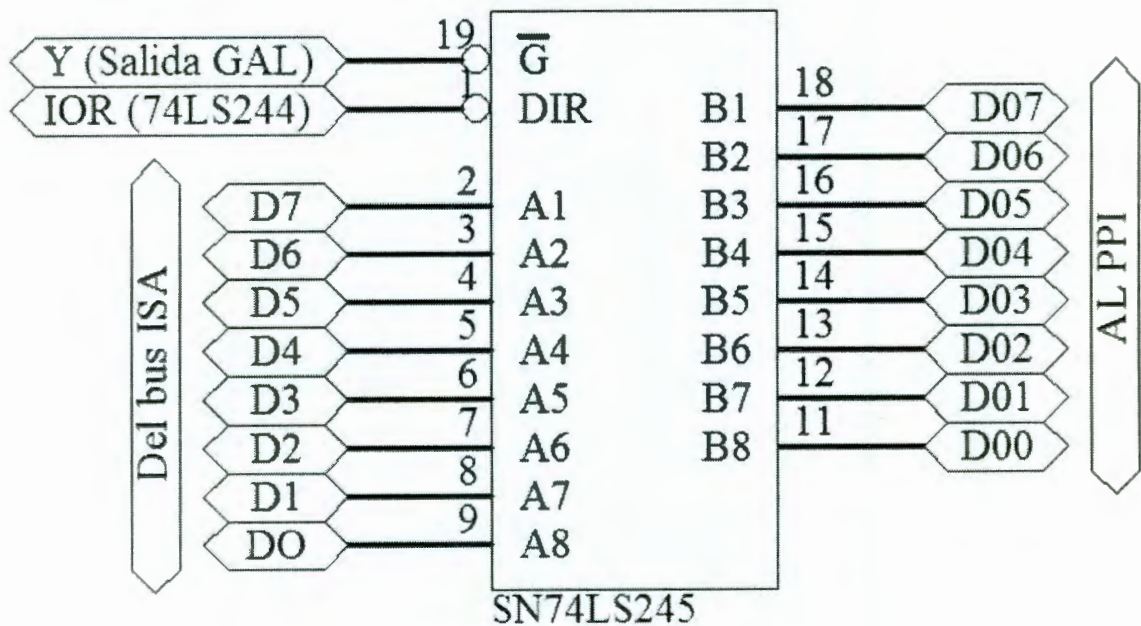 Y (Salida GAL)
19
G
IOR (74LS244)
1
DIR
Del bus ISA
D7
2
A1
D6
3
A2
D5
4
A3
D4
5
A4
D3
6
A5
D2
7
A6
D1
8
A7
DO
9
A8
B1
18
D07
B2
17
D06
B3
16
D05
B4
15
D04
B5
14
D03
B6
13
D02
B7
12
D01
B8
11
D00
AL PPI
SN74LS245